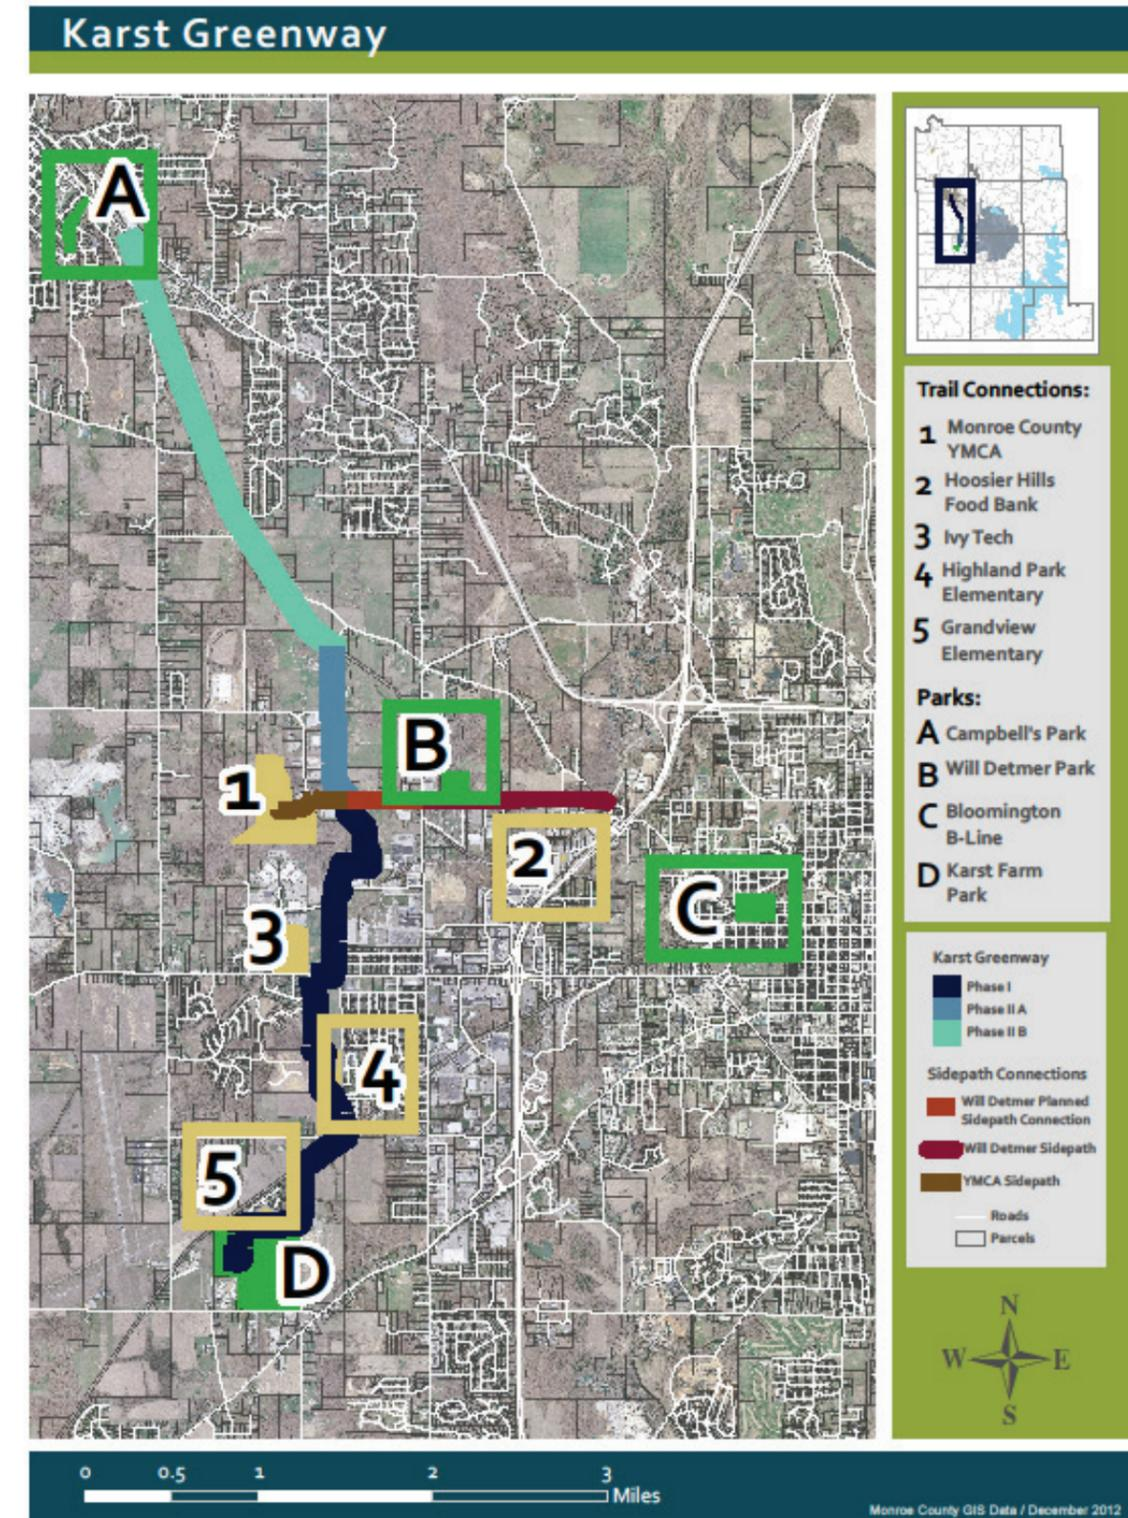 Karst Greenway
A
B
1
2
C
3
4
5
D
Trail Connections:
1 Monroe County
YMCA
2 Hoosier Hills
Food Bank
3 Ivy Tech
4 Highland Park
Elementary
5 Grandview
Elementary
Parks:
A Campbell's Park
B Will Detmer Park
C Bloomington
B-Line
D Karst Farm
Park
Karst Greenway
Phase I
Phase II A
Phase II B
Sidepath Connections
Will Detmer Planned
Sidepath Connection
Will Detmer Sidepath
YMCA Sidepath
Roads
Parcels
N
W E
S
0 0.5 1 2 3
Miles
Monroe County GIS Data / December 2012